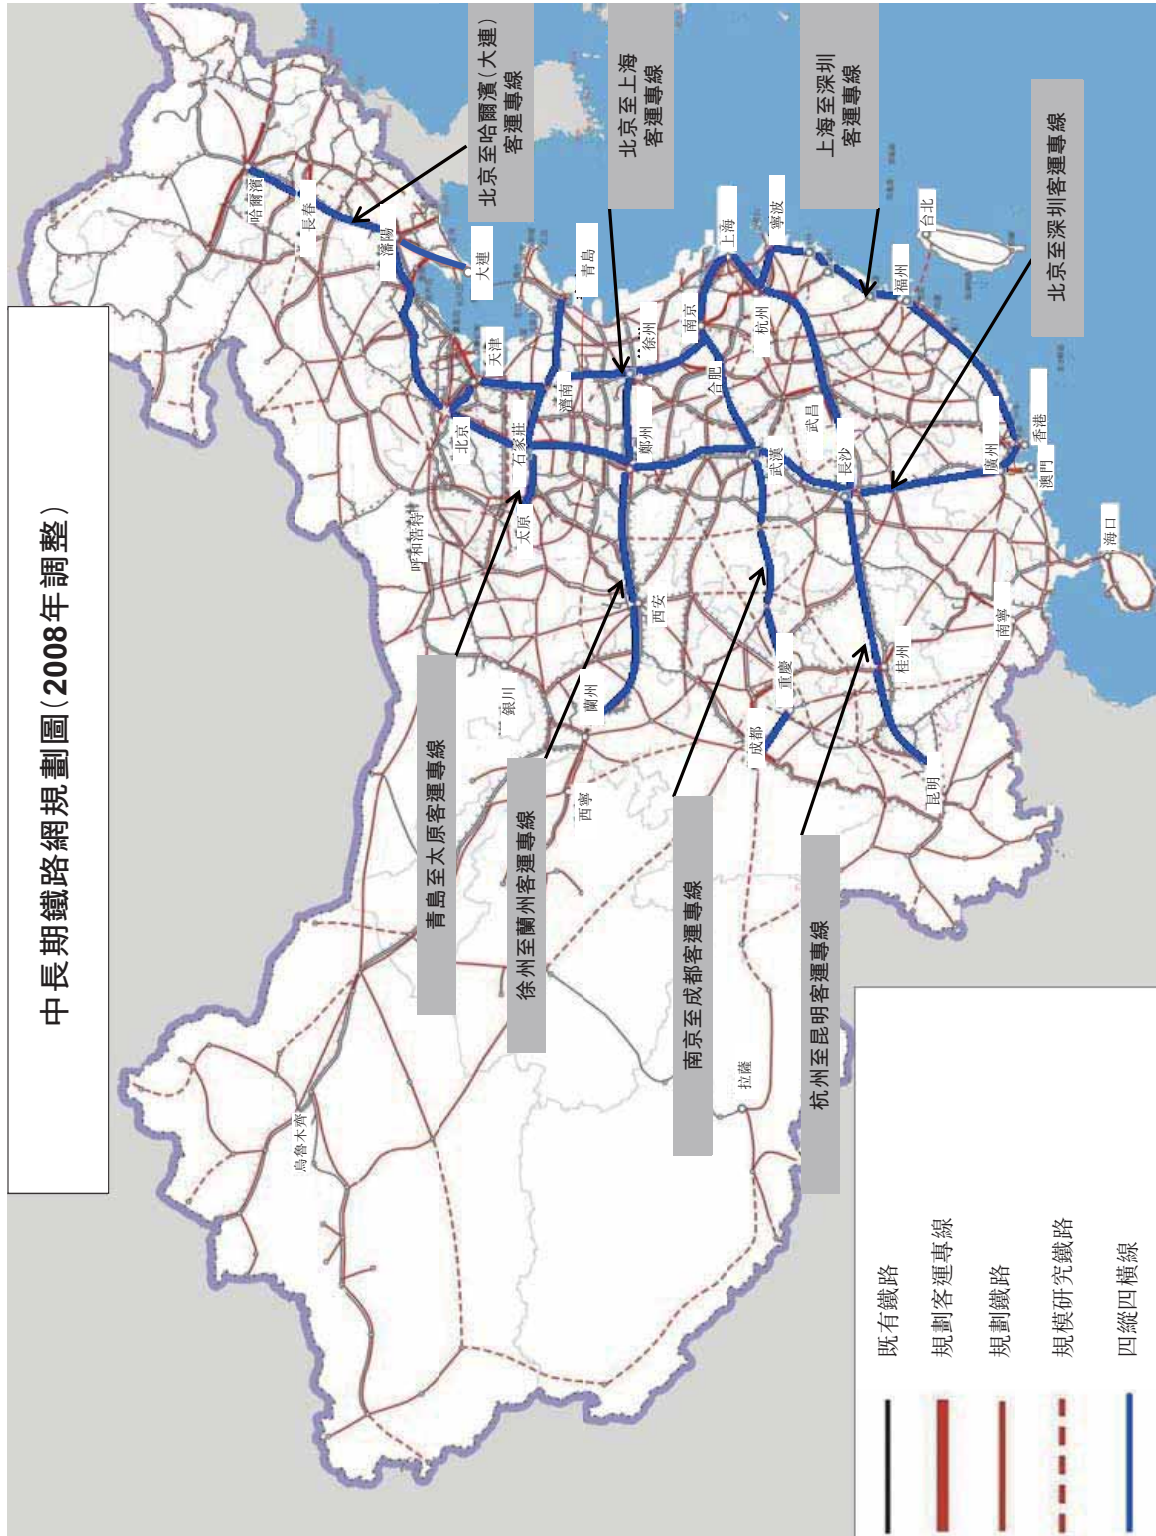 中長期鐵路網規劃圖(2008年調整)
北京至哈爾濱(大連)
客運專線
北京至上海
客運專線
上海至深圳
客運專線
北京至深圳客運專線
青島至太原客運專線
徐州至蘭州客運專線
南京至成都客運專線
杭州至昆明客運專線
哈爾濱
長春
瀋陽
大連
北京
天津
青島
石家莊
濟南
太原
呼和浩特
銀川
鄭州
徐州
西安
蘭州
西寧
烏魯木齊
拉薩
南京
上海
合肥
杭州
寧波
武漢
武昌
長沙
重慶
成都
桂州
昆明
福州
台北
廣州
香港
澳門
南寧
海口
既有鐵路
規劃客運專線
規劃鐵路
規模研究鐵路
四縱四橫線